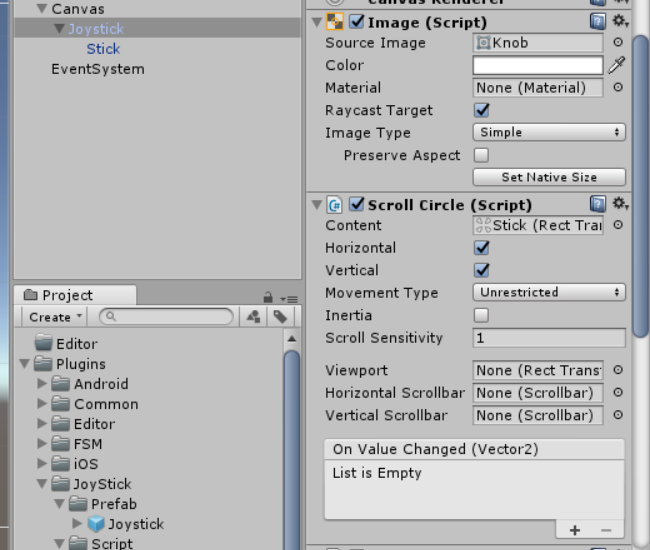 Canvas
Joystick
Stick
EventSystem
Project
Create
Editor
Plugins
Android
Common
Editor
FSM
iOS
JoyStick
Prefab
Joystick
Script
Canvas Renderer
Image (Script)
Source Image Knob
Color
Material None (Material)
Raycast Target
Image Type Simple
Preserve Aspect
Set Native Size
Scroll Circle (Script)
Content Stick (Rect Tra
Horizontal
Vertical
Movement Type Unrestricted
Inertia
Scroll Sensitivity 1
Viewport None (Rect Trans
Horizontal Scrollbar None (Scrollbar)
Vertical Scrollbar None (Scrollbar)
On Value Changed (Vector2)
List is Empty
+ −